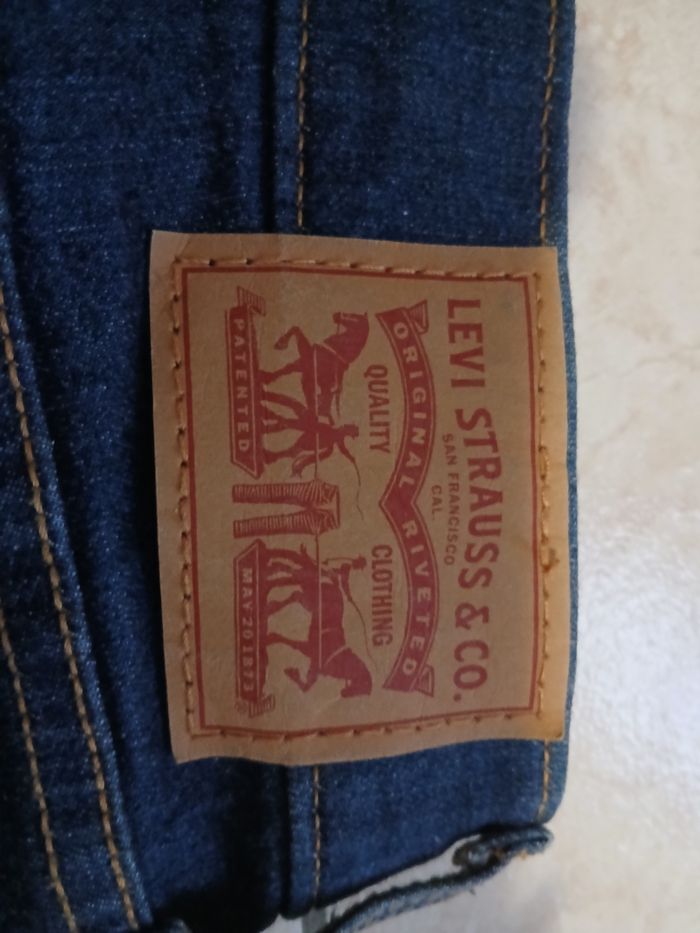 LEVI STRAUSS & CO.
SAN FRANCISCO
CAL.
ORIGINAL RIVETED
QUALITY CLOTHING
PATENTED MAY 20 1873
®